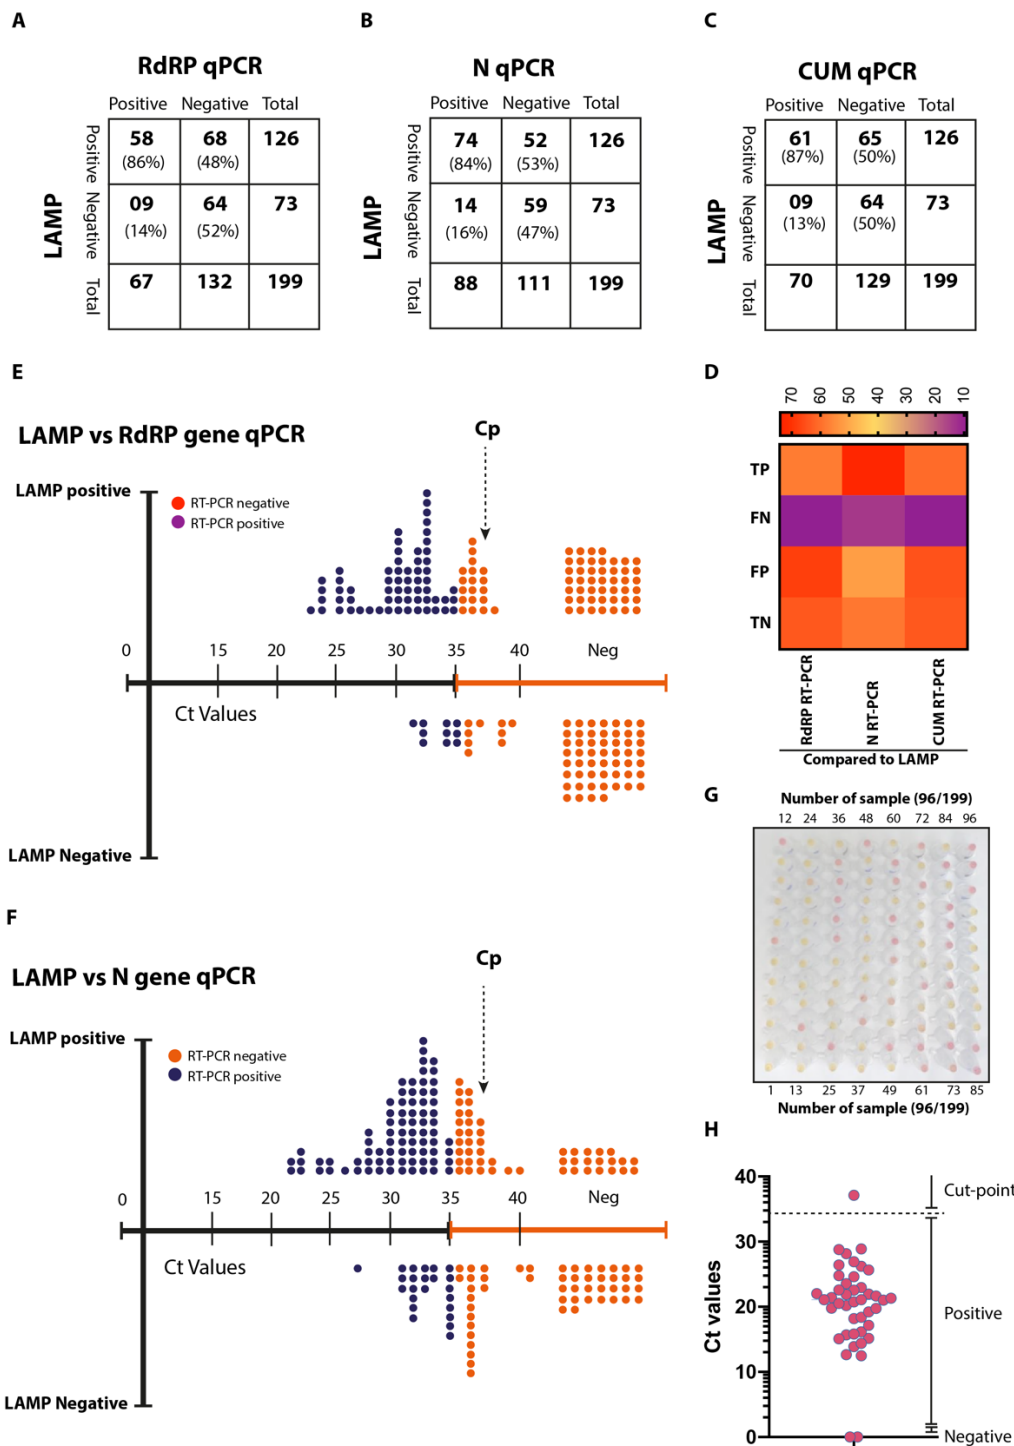 A
B
C
RdRP qPCR
N qPCR
CUM qPCR
Positive Negative Total
Positive Negative Total
Positive Negative Total
LAMP
Positive
58 68 126
(86%) (48%)
Negative
09 64 73
(14%) (52%)
Total
67 132 199
LAMP
Positive
74 52 126
(84%) (53%)
Negative
14 59 73
(16%) (47%)
Total
88 111 199
LAMP
Positive
61 65 126
(87%) (50%)
Negative
09 64 73
(13%) (50%)
Total
70 129 199
E
LAMP vs RdRP gene qPCR
Cp
LAMP positive
RT-PCR negative
RT-PCR positive
0 15 20 25 30 35 40 Neg
Ct Values
LAMP Negative
D
70 60 50 40 30 20 10
TP
FN
FP
TN
RdRP RT-PCR
N RT-PCR
CUM RT-PCR
Compared to LAMP
G
Number of sample (96/199)
12 24 36 48 60 72 84 96
1 13 25 37 49 61 73 85
Number of sample (96/199)
F
LAMP vs N gene qPCR
Cp
LAMP positive
RT-PCR negative
RT-PCR positive
0 15 20 25 30 35 40 Neg
Ct Values
LAMP Negative
H
Ct values
40
30
20
10
0
Cut-point
Positive
Negative